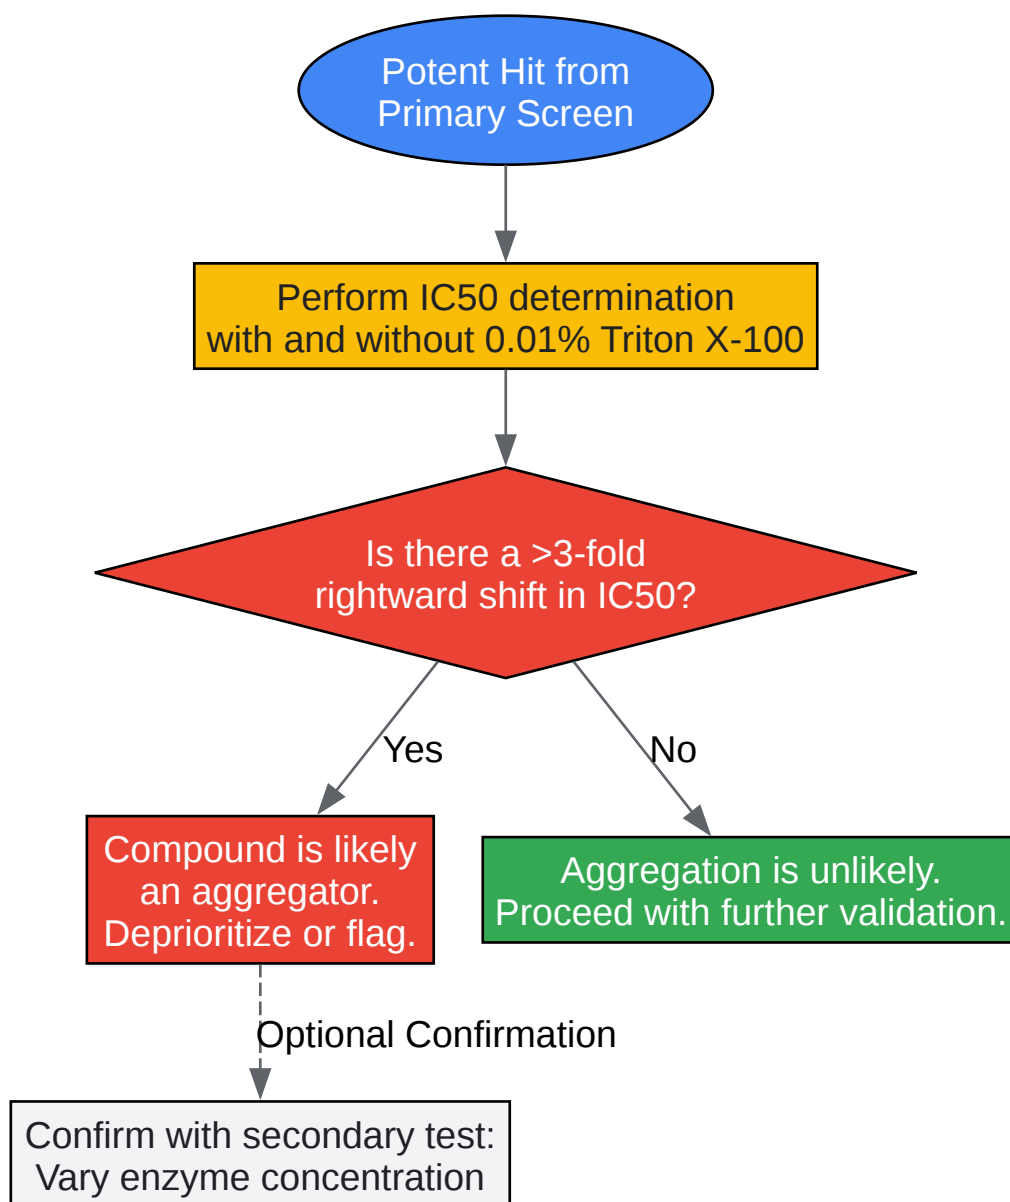 Potent Hit from
Primary Screen
Perform IC50 determination
with and without 0.01% Triton X-100
Is there a >3-fold
rightward shift in IC50?
Yes
No
Compound is likely
an aggregator.
Deprioritize or flag.
Aggregation is unlikely.
Proceed with further validation.
Optional Confirmation
Confirm with secondary test:
Vary enzyme concentration